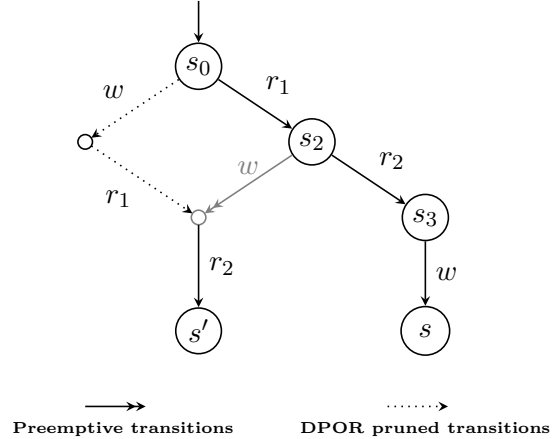 s₀
w
r₁
s₂
r₁
w
r₂
s₃
r₂
w
s′
s
Preemptive transitions
DPOR pruned transitions